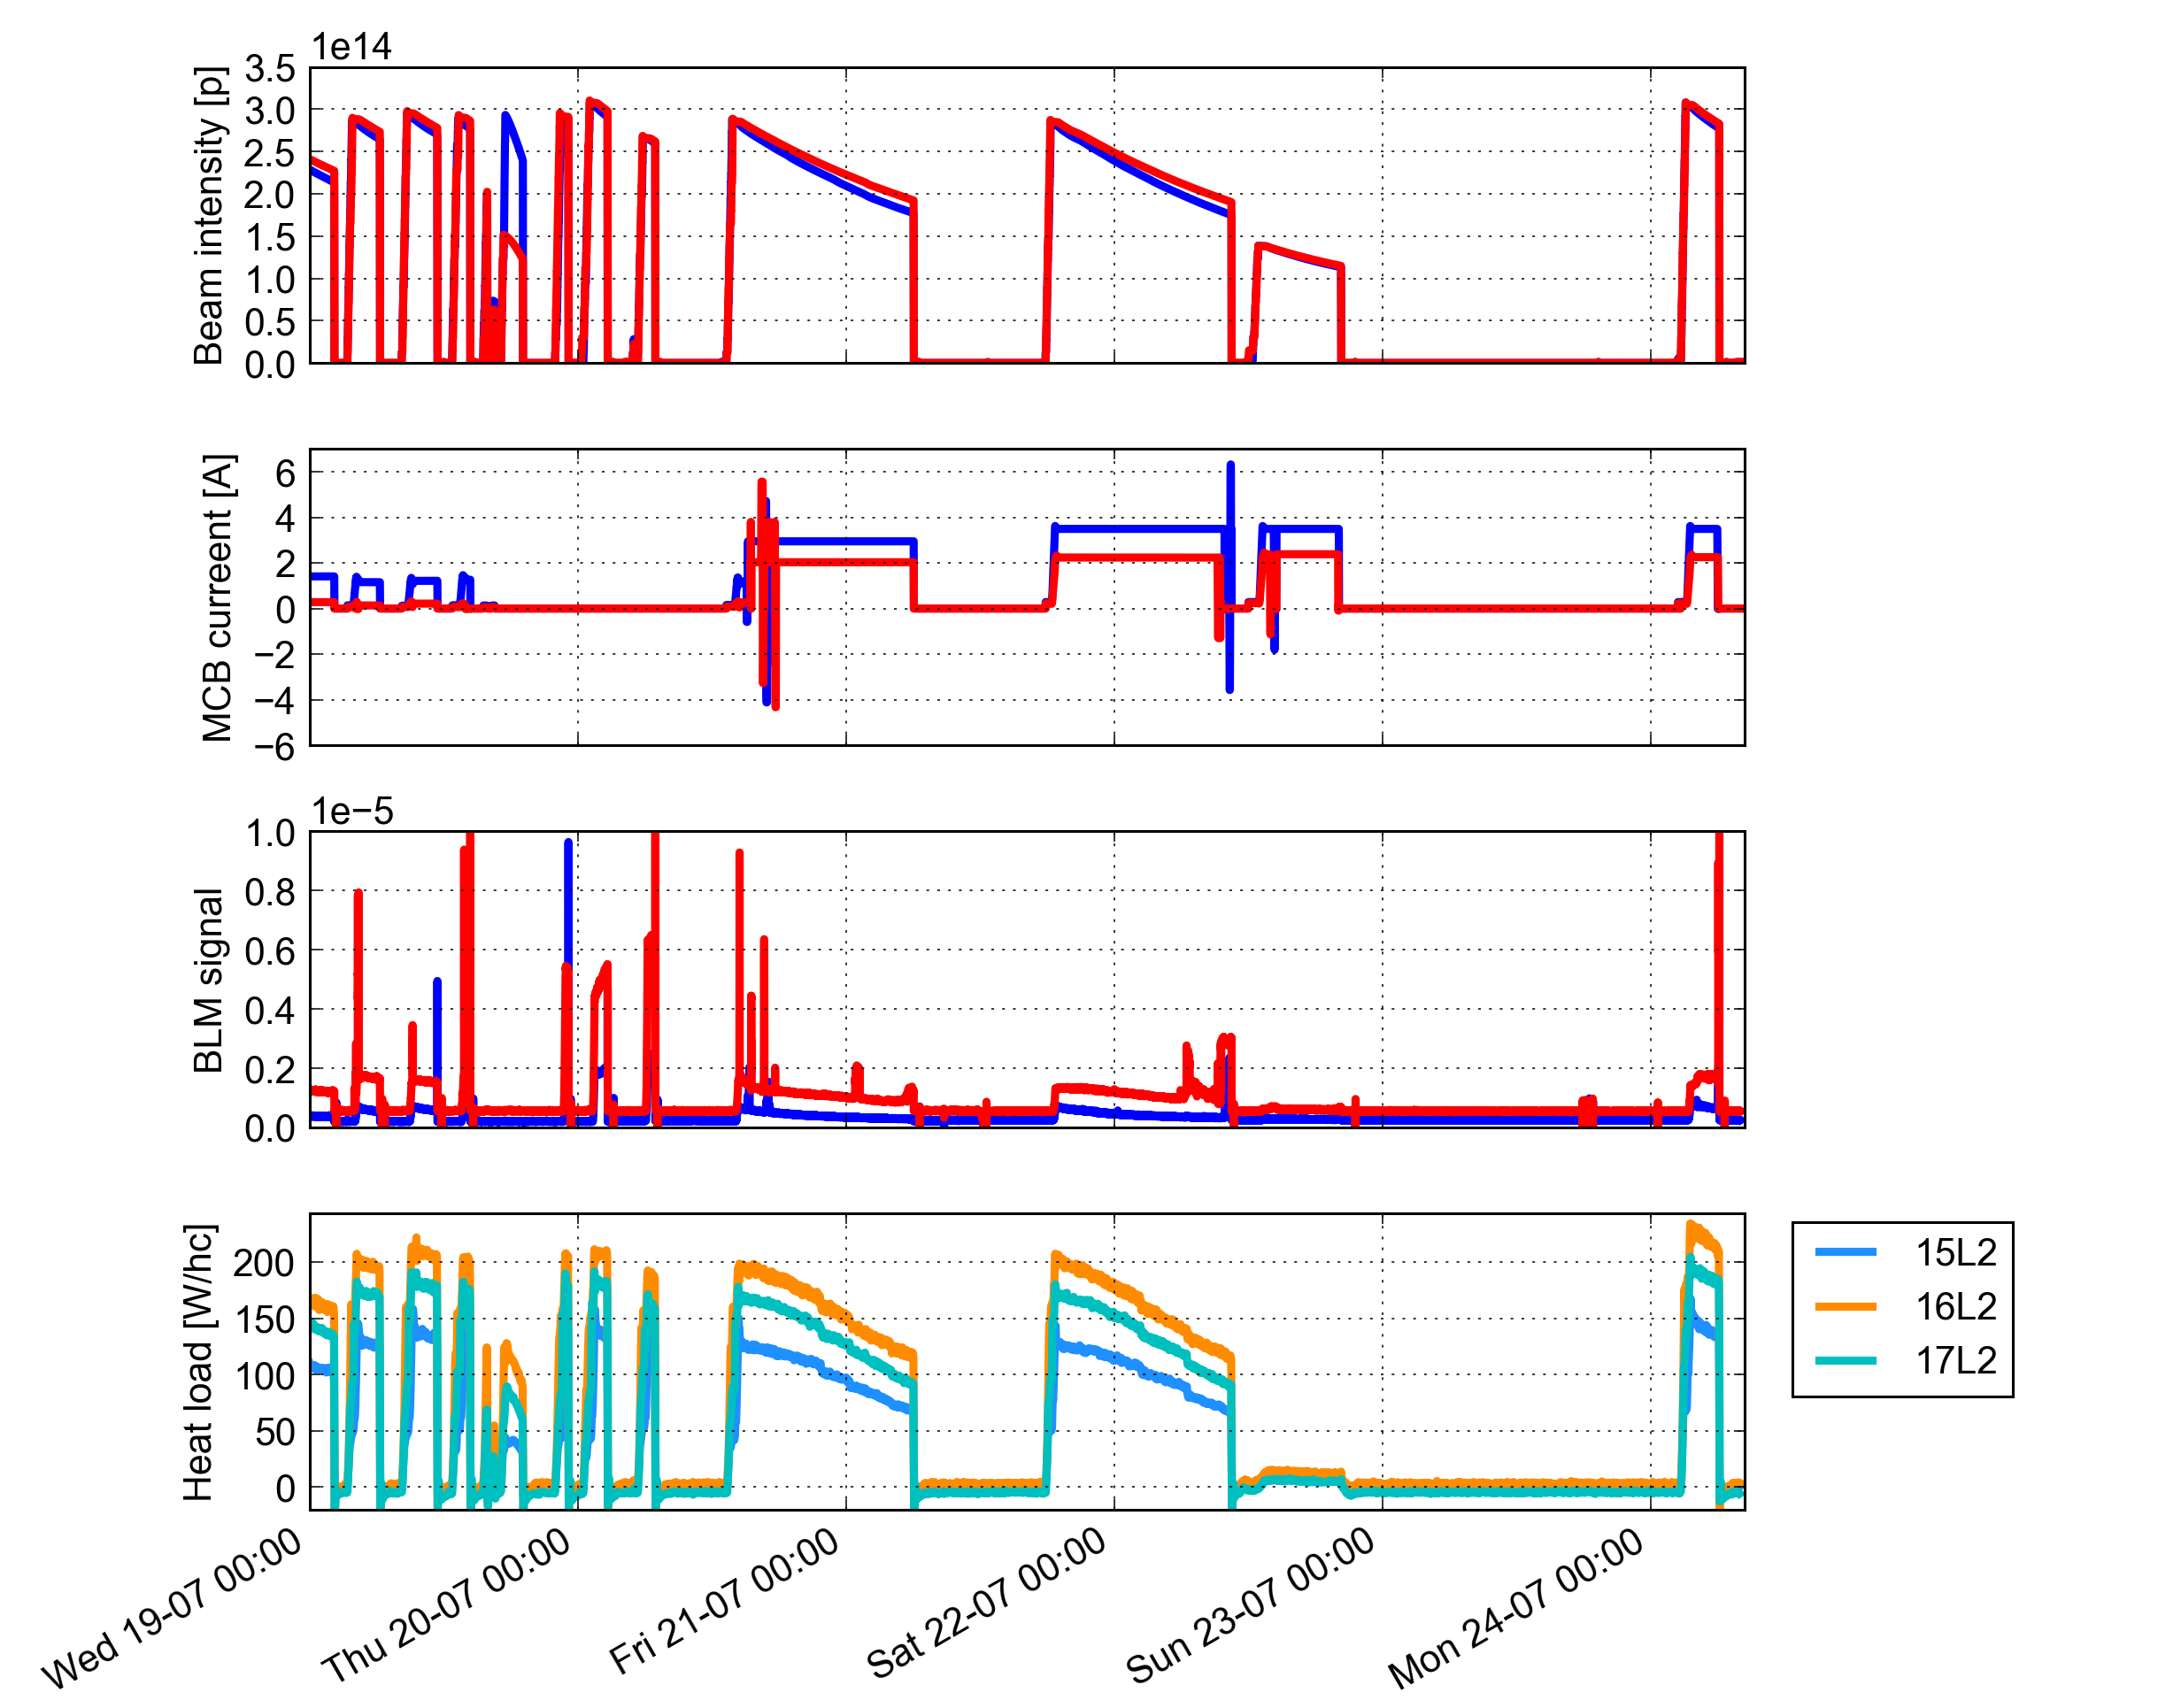 1e14
Beam intensity [p]
3.5
3.0
2.5
2.0
1.5
1.0
0.5
0.0
MCB curreent [A]
6
4
2
0
−2
−4
−6
1e−5
BLM signal
1.0
0.8
0.6
0.4
0.2
0.0
Heat load [W/hc]
200
150
100
50
0
15L2
16L2
17L2
Wed 19-07 00:00
Thu 20-07 00:00
Fri 21-07 00:00
Sat 22-07 00:00
Sun 23-07 00:00
Mon 24-07 00:00